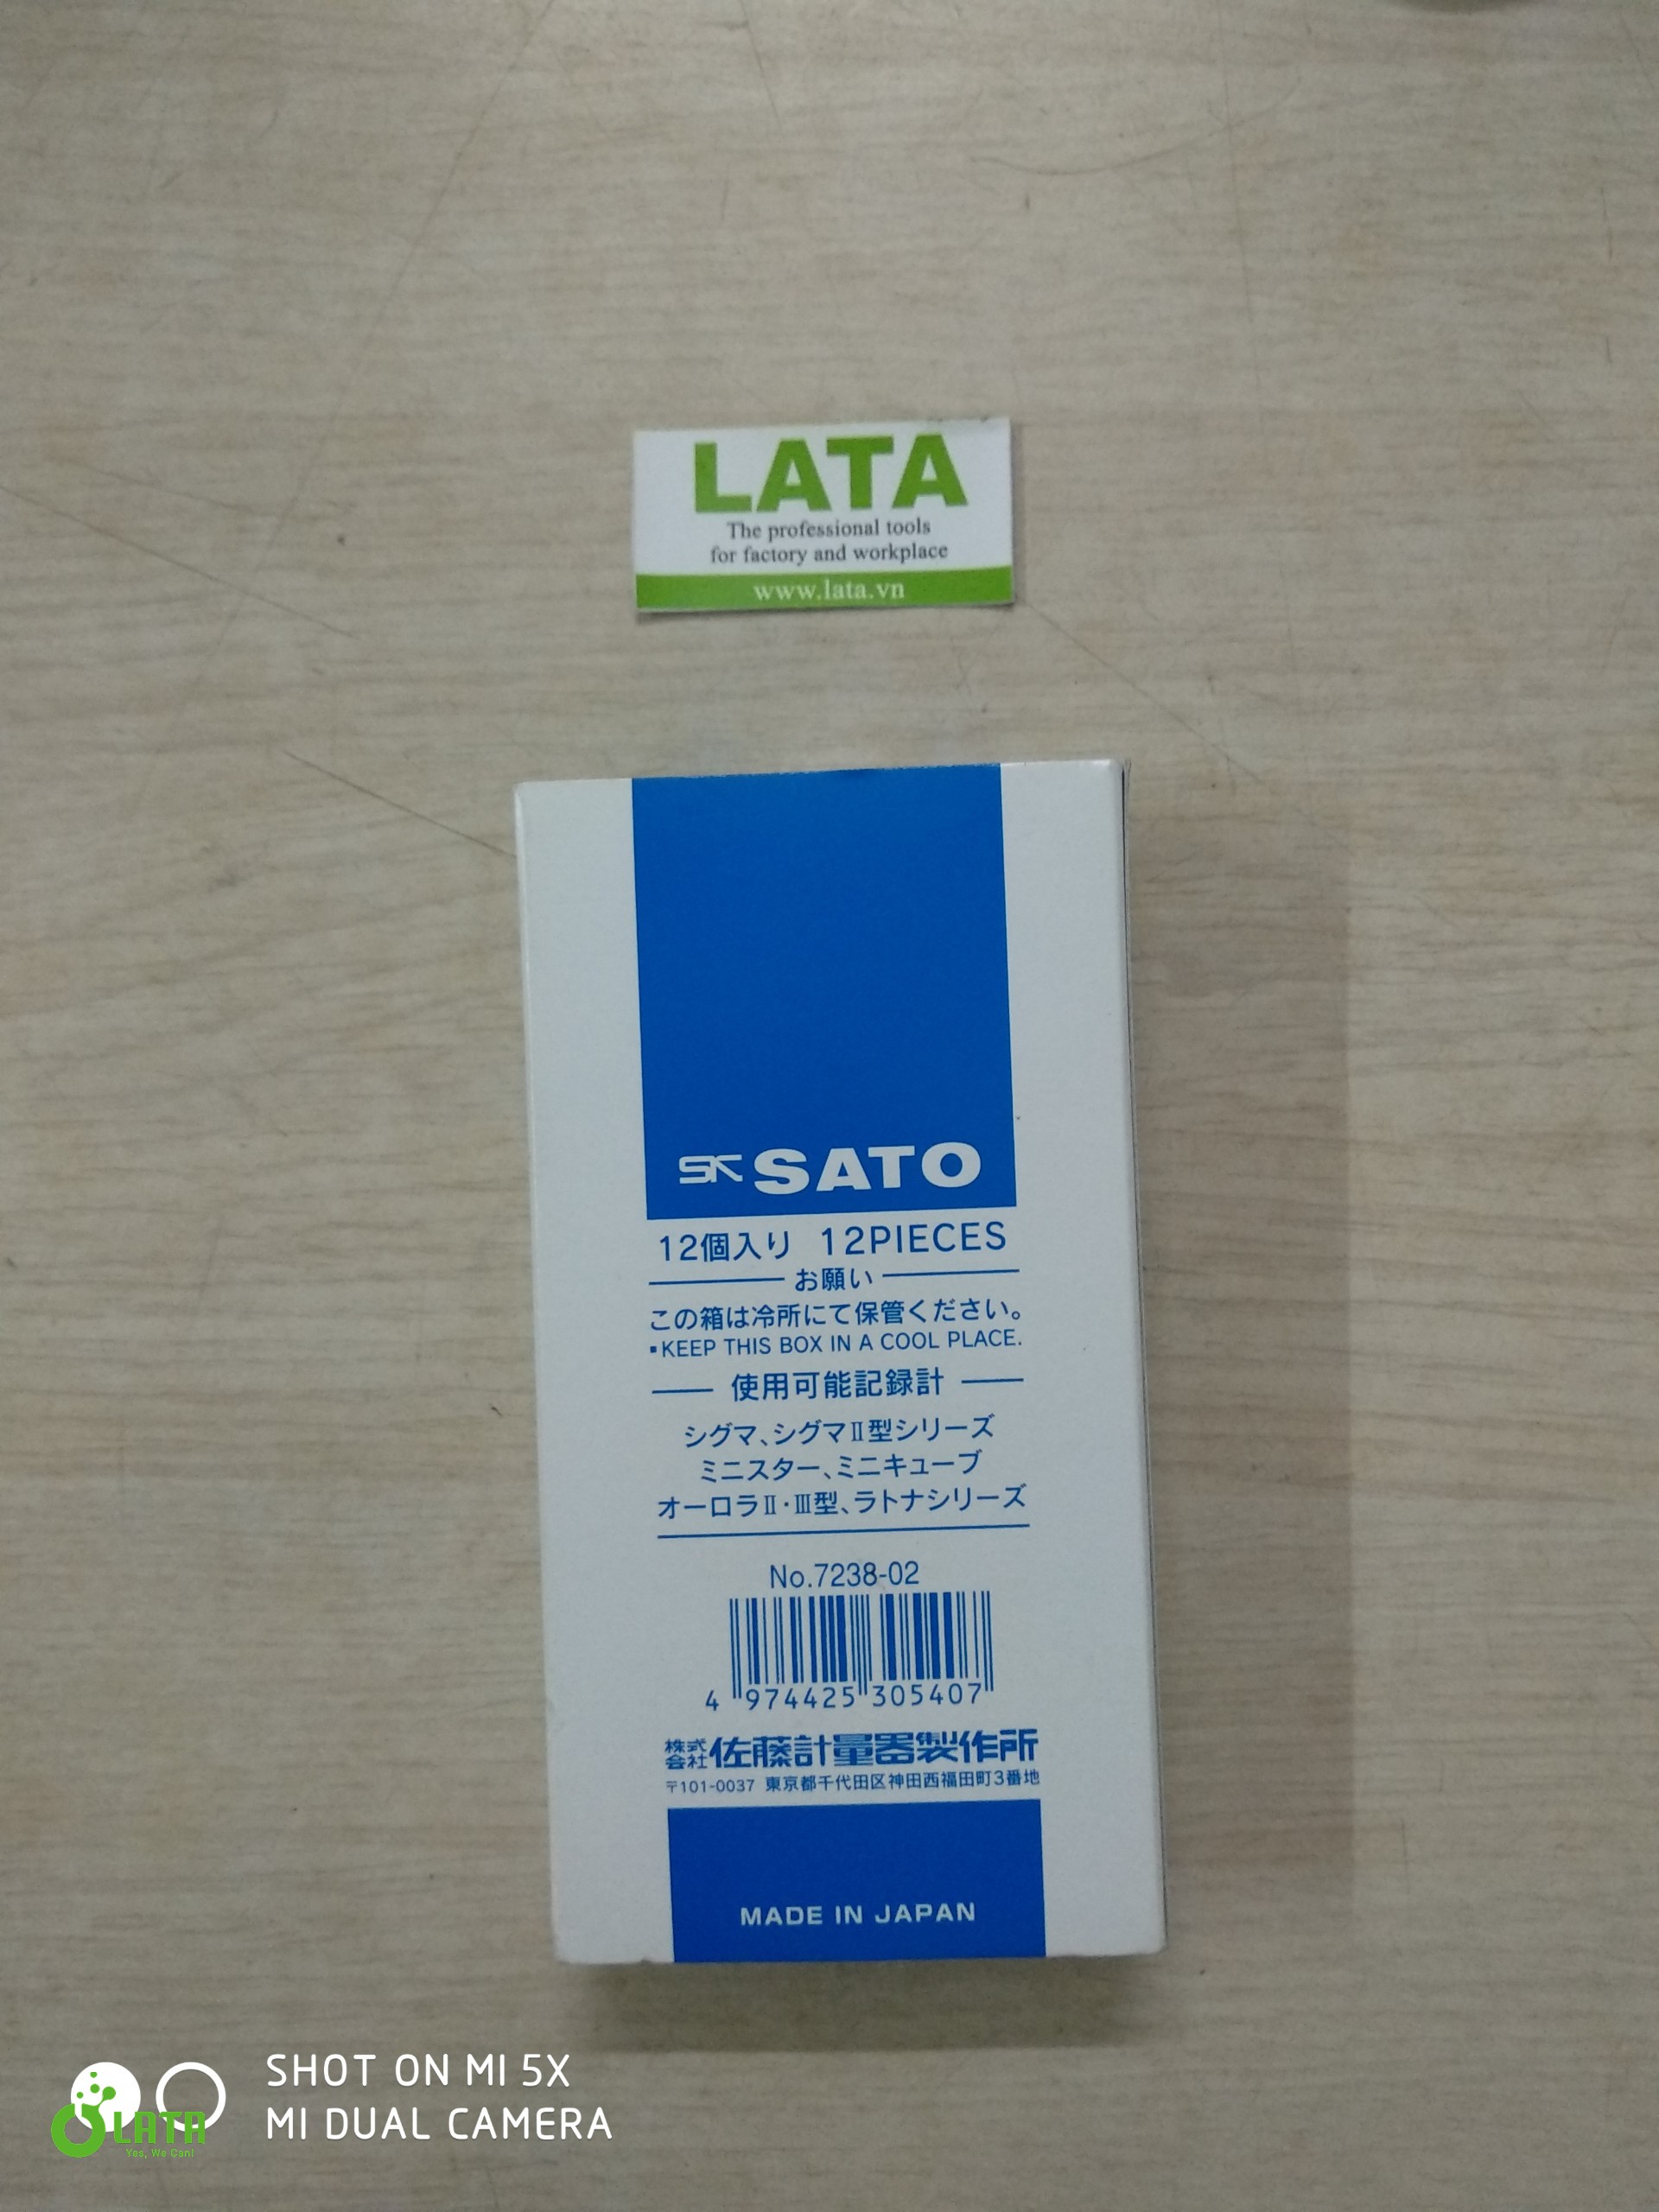 LATA
The professional tools
for factory and workplace
www.lata.vn
SK SATO
12個入り 12PIECES
お願い
この箱は冷所にて保管ください。
▪KEEP THIS BOX IN A COOL PLACE.
使用可能記録計
シグマ、シグマⅡ型シリーズ
ミニスター、ミニキューブ
オーロラⅡ・Ⅲ型、ラトナシリーズ
No.7238-02
4 974425 305407
株式会社 佐藤計量器製作所
〒101-0037 東京都千代田区神田西福田町3番地
MADE IN JAPAN
SHOT ON MI 5X
MI DUAL CAMERA
LATA
Yes, We Can!